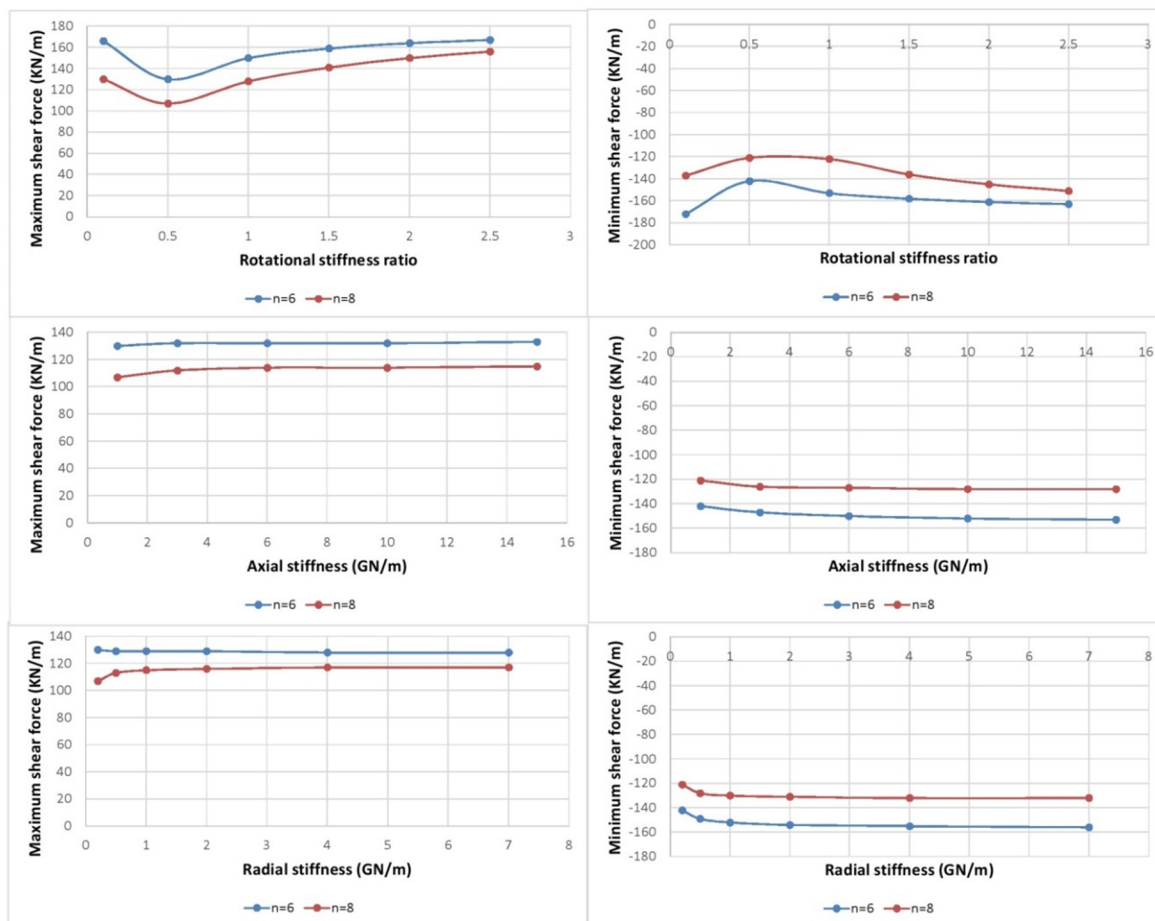 180
160
140
120
100
80
60
40
20
0
Maximum shear force (KN/m)
0 0.5 1 1.5 2 2.5 3
Rotational stiffness ratio
n=6 n=8
0
-20
-40
-60
-80
-100
-120
-140
-160
-180
-200
Minimum shear force (KN/m)
0 0.5 1 1.5 2 2.5 3
Rotational stiffness ratio
n=6 n=8
140
120
100
80
60
40
20
0
Maximum shear force (KN/m)
0 2 4 6 8 10 12 14 16
Axial stiffness (GN/m)
n=6 n=8
0
-20
-40
-60
-80
-100
-120
-140
-160
-180
Minimum shear force (KN/m)
0 2 4 6 8 10 12 14 16
Axial stiffness (GN/m)
n=6 n=8
140
120
100
80
60
40
20
0
Maximum shear force (KN/m)
0 1 2 3 4 5 6 7 8
Radial stiffness (GN/m)
n=6 n=8
0
-20
-40
-60
-80
-100
-120
-140
-160
-180
Minimum shear force (KN/m)
0 1 2 3 4 5 6 7 8
Radial stiffness (GN/m)
n=6 n=8